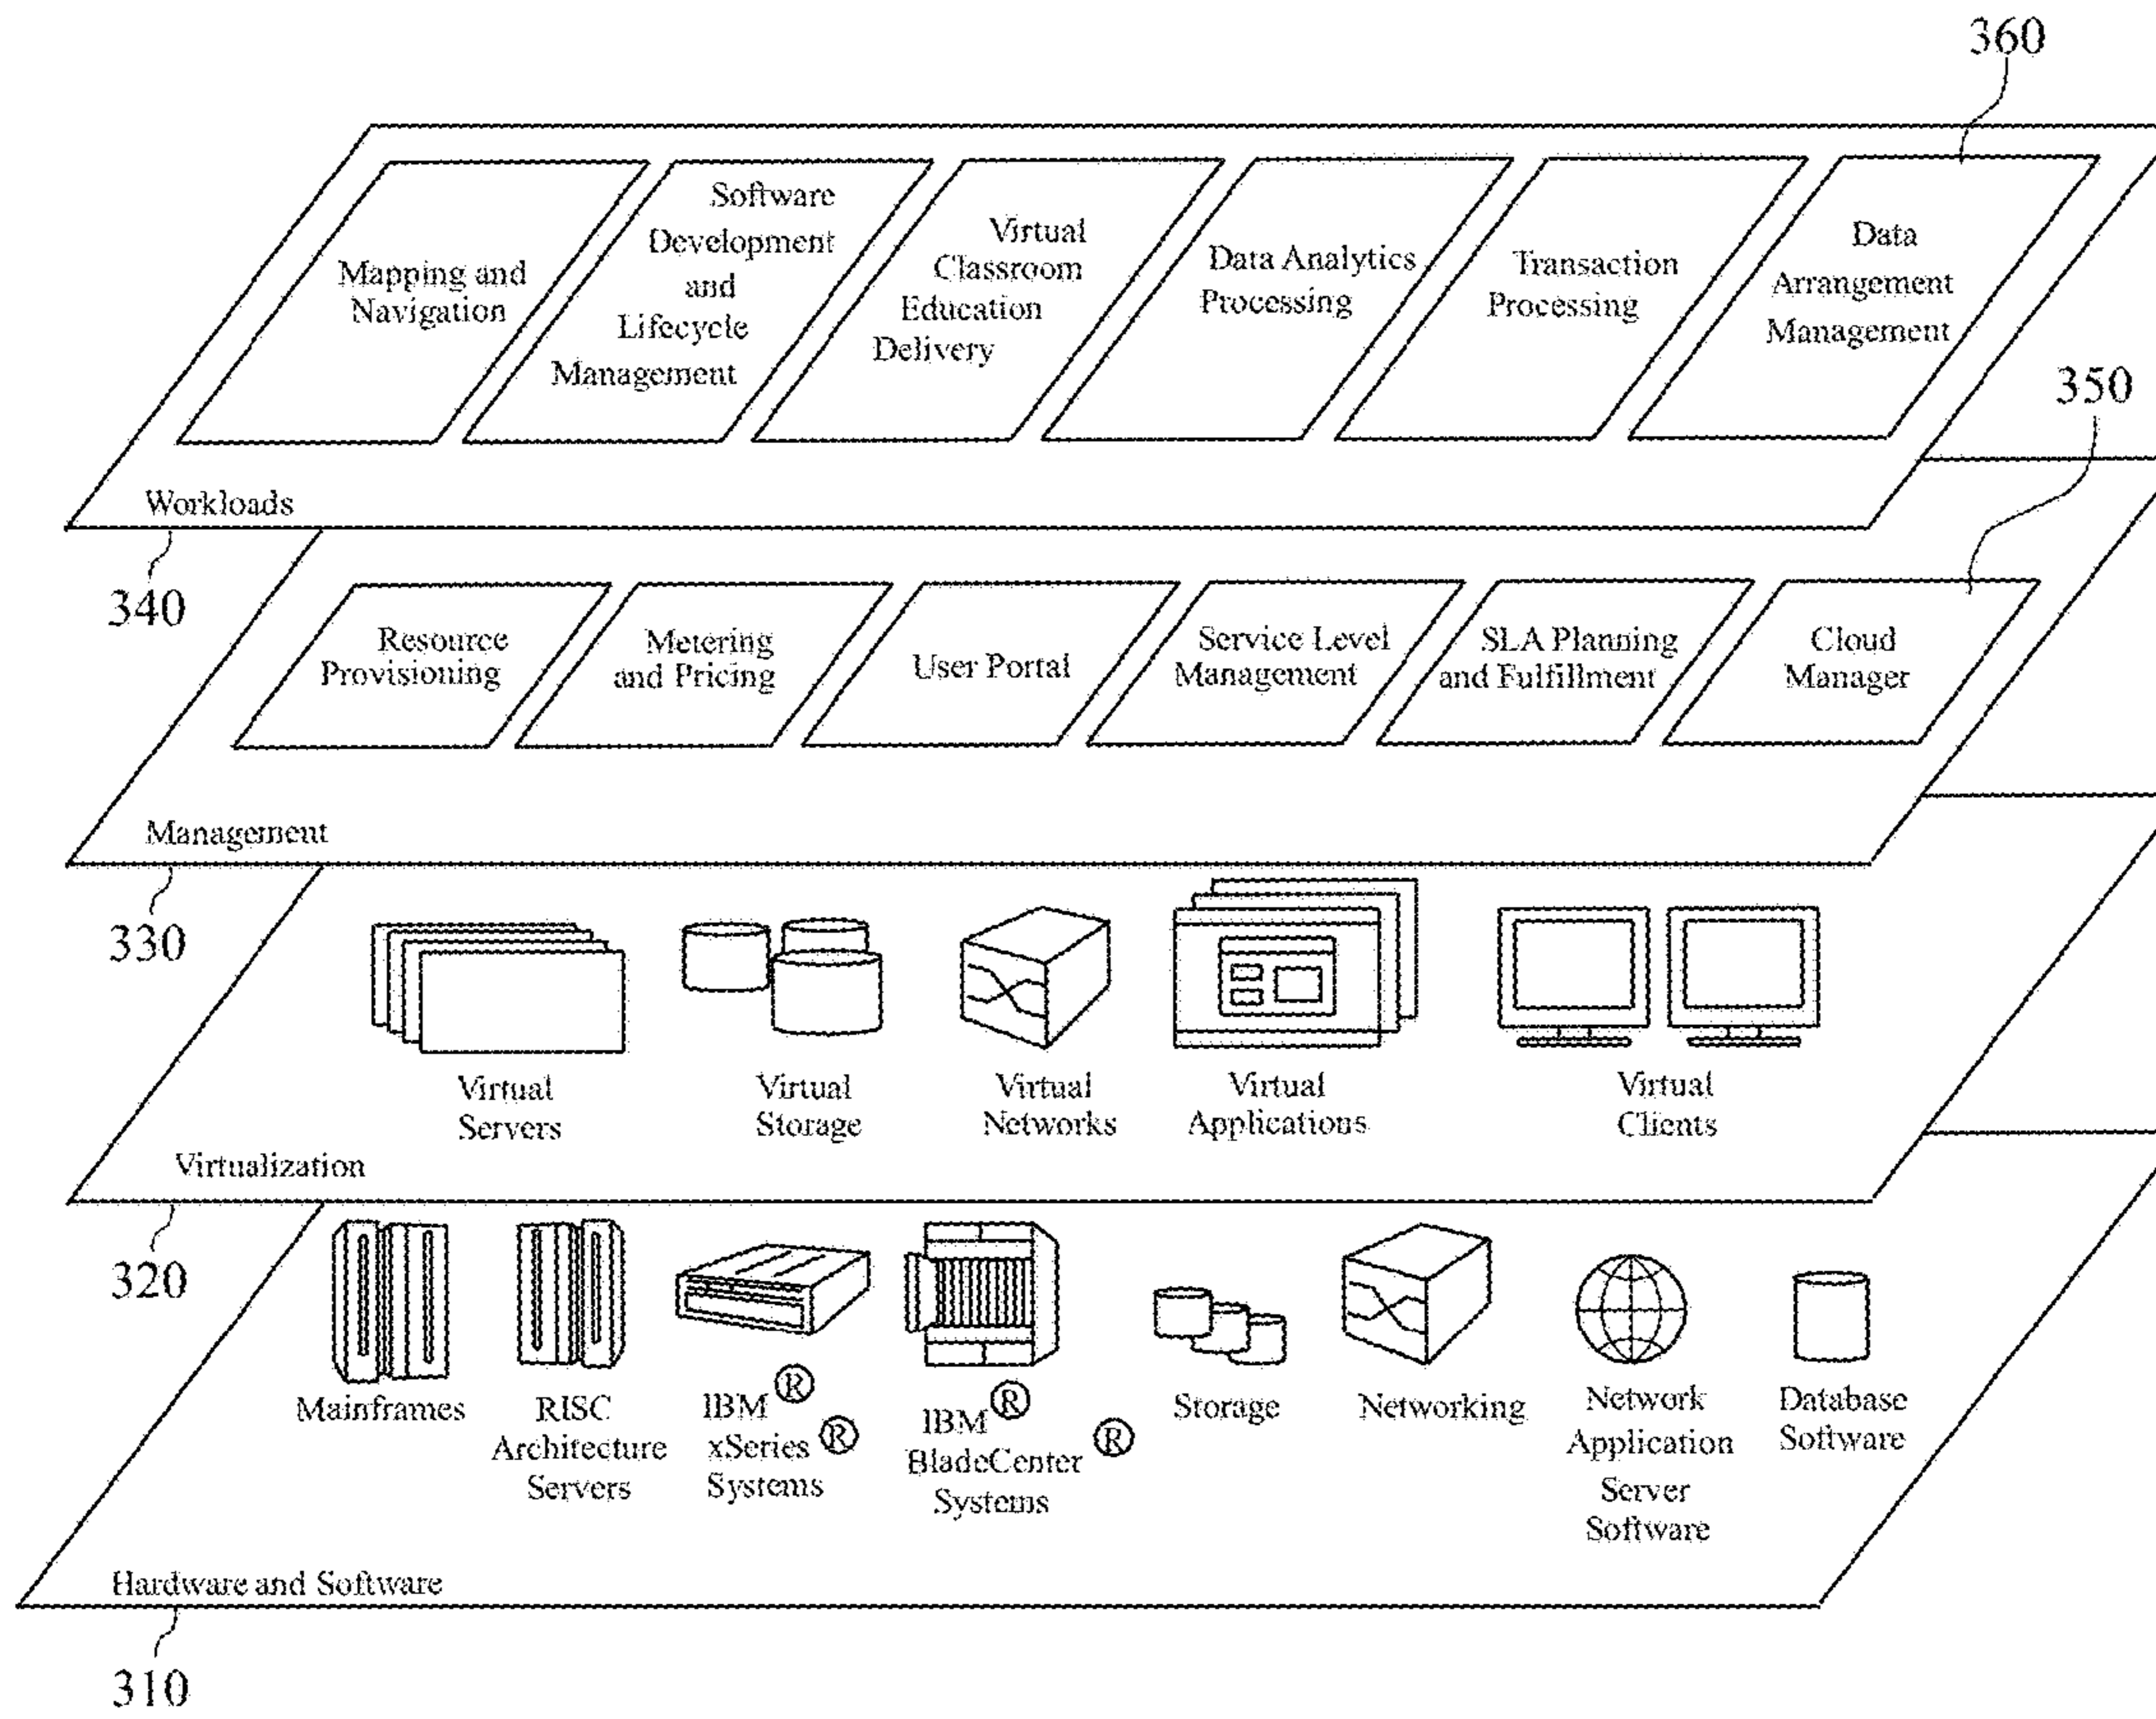 360
Mapping and
Navigation
Software
Development
and
Lifecycle
Management
Virtual
Classroom
Education
Delivery
Data Analytics
Processing
Transaction
Processing
Data
Arrangement
Management
350
Workloads
340
Resource
Provisioning
Metering
and Pricing
User Portal
Service Level
Management
SLA Planning
and Fulfillment
Cloud
Manager
Management
330
Virtual
Servers
Virtual
Storage
Virtual
Networks
Virtual
Applications
Virtual
Clients
Virtualization
320
Mainframes
RISC
Architecture
Servers
IBM®
xSeries®
Systems
IBM®
BladeCenter®
Systems
Storage
Networking
Network
Application
Server
Software
Database
Software
Hardware and Software
310